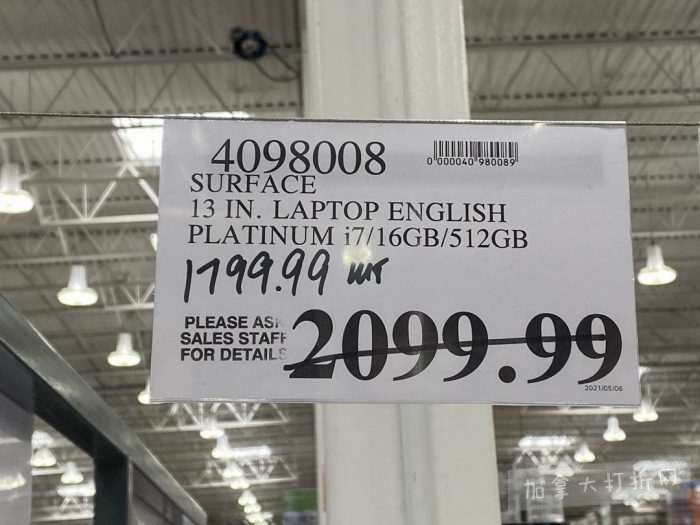 4098008
0 000040 980089
SURFACE
13 IN. LAPTOP ENGLISH
PLATINUM i7/16GB/512GB
1799.99
PLEASE ASK
SALES STAFF
FOR DETAILS
2099.99
2021/05/06
加拿大打折网